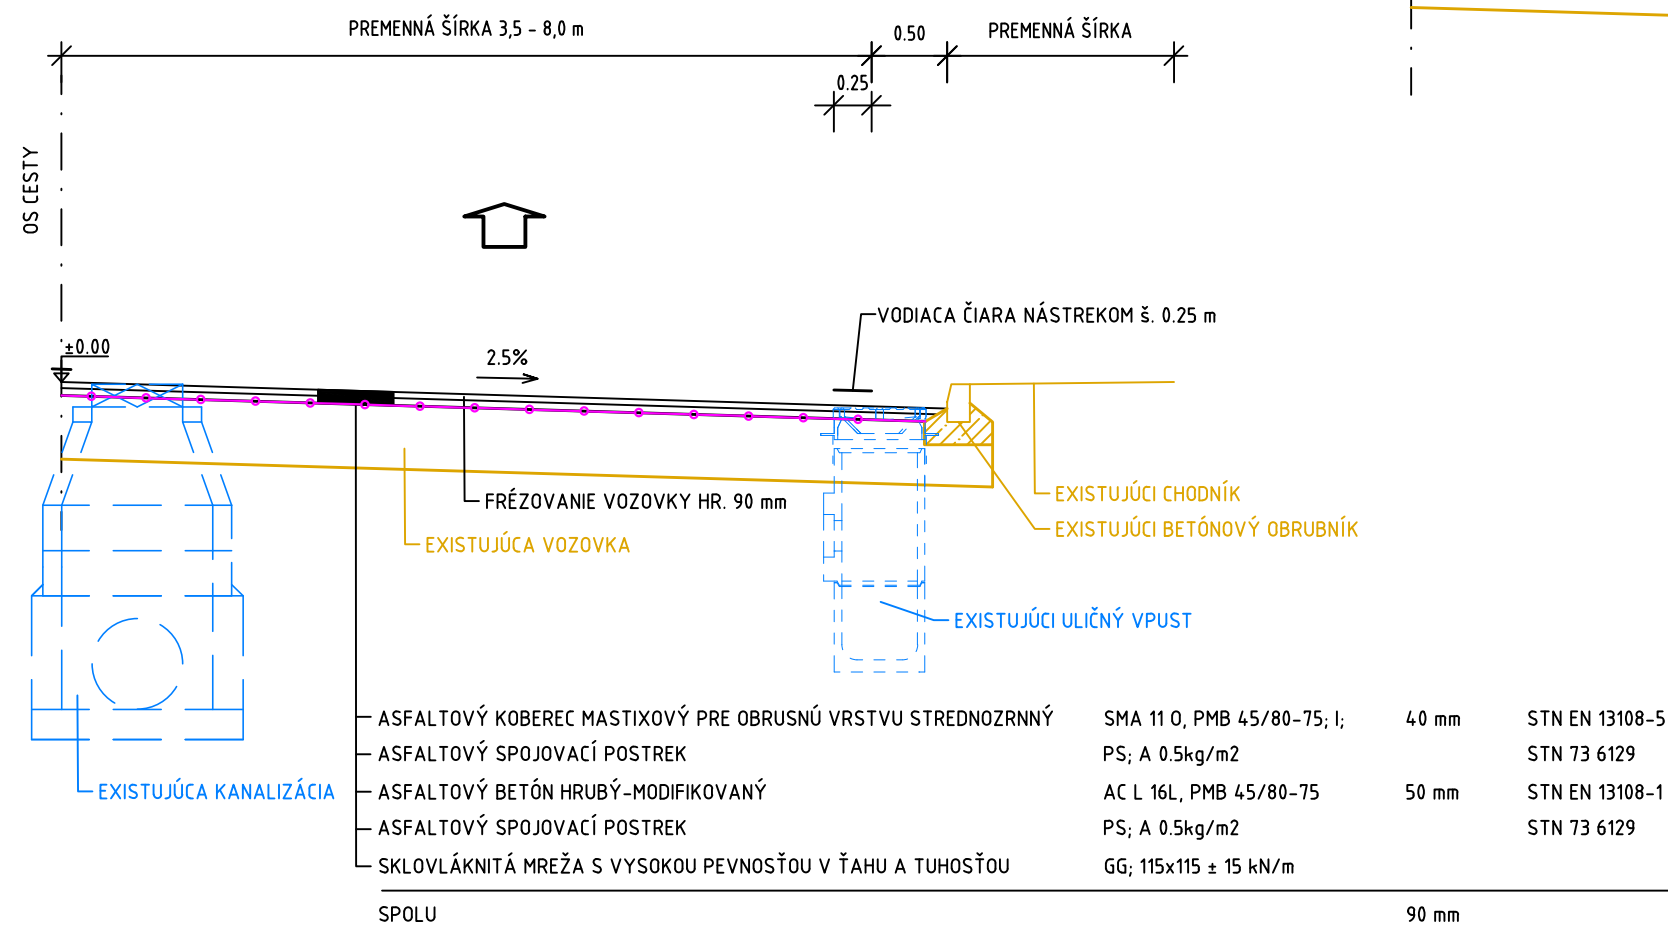 PREMENNÁ ŠÍRKA 3,5 - 8,0 m
0.50
PREMENNÁ ŠÍRKA
0.25
OS CESTY
VODIACA ČIARA NÁSTREKOM š. 0.25 m
±0.00
2.5%
EXISTUJÚCI CHODNÍK
FRÉZOVANIE VOZOVKY HR. 90 mm
EXISTUJÚCI BETÓNOVÝ OBRUBNÍK
EXISTUJÚCA VOZOVKA
EXISTUJÚCI ULIČNÝ VPUST
ASFALTOVÝ KOBEREC MASTIXOVÝ PRE OBRUSNÚ VRSTVU STREDNOZRNNÝ SMA 11 O, PMB 45/80-75; I; 40 mm STN EN 13108-5
ASFALTOVÝ SPOJOVACÍ POSTREK PS; A 0.5kg/m2 STN 73 6129
EXISTUJÚCA KANALIZÁCIA
ASFALTOVÝ BETÓN HRUBÝ-MODIFIKOVANÝ AC L 16L, PMB 45/80-75 50 mm STN EN 13108-1
ASFALTOVÝ SPOJOVACÍ POSTREK PS; A 0.5kg/m2 STN 73 6129
SKLOVLÁKNITÁ MREŽA S VYSOKOU PEVNOSŤOU V ŤAHU A TUHOSŤOU GG; 115x115 ± 15 kN/m
SPOLU 90 mm